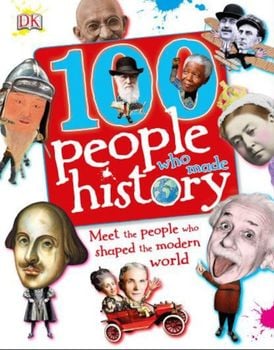 DK
100
people
who made
history
Meet the people who
shaped the modern
world